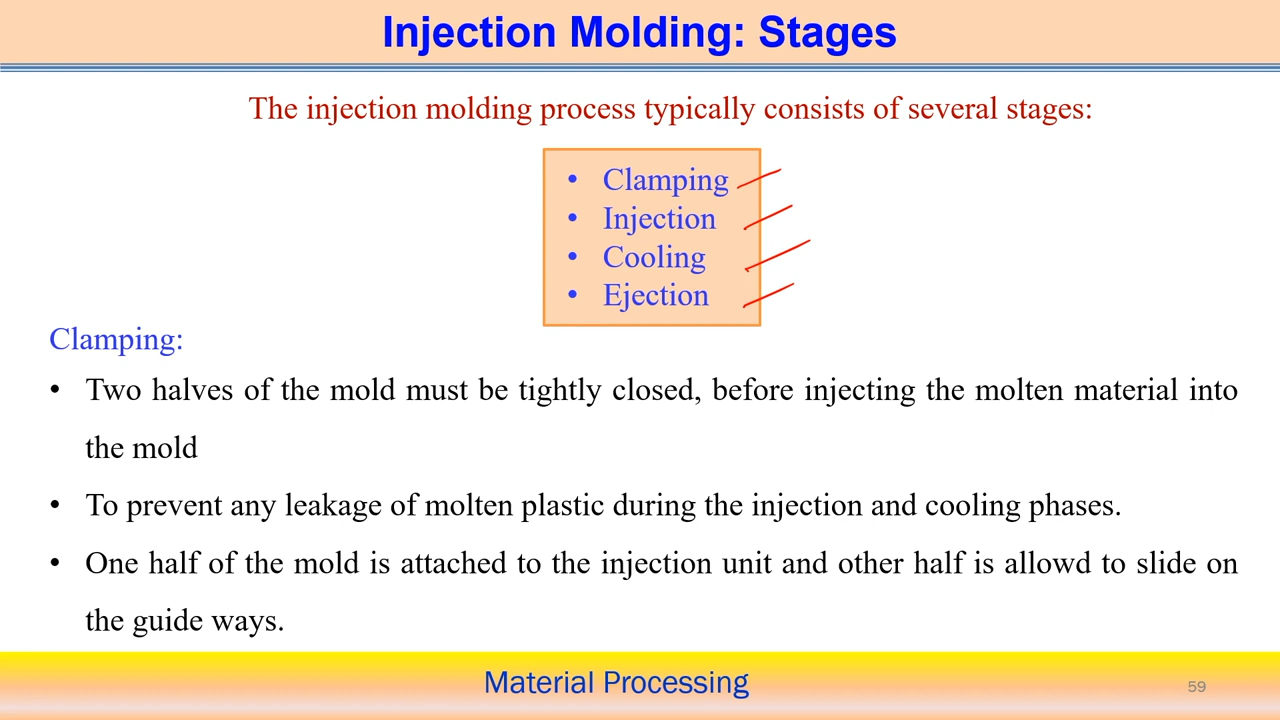 Injection Molding: Stages
The injection molding process typically consists of several stages:
• Clamping
• Injection
• Cooling
• Ejection
Clamping:
• Two halves of the mold must be tightly closed, before injecting the molten material into
the mold
• To prevent any leakage of molten plastic during the injection and cooling phases.
• One half of the mold is attached to the injection unit and other half is allowd to slide on
the guide ways.
Material Processing
59